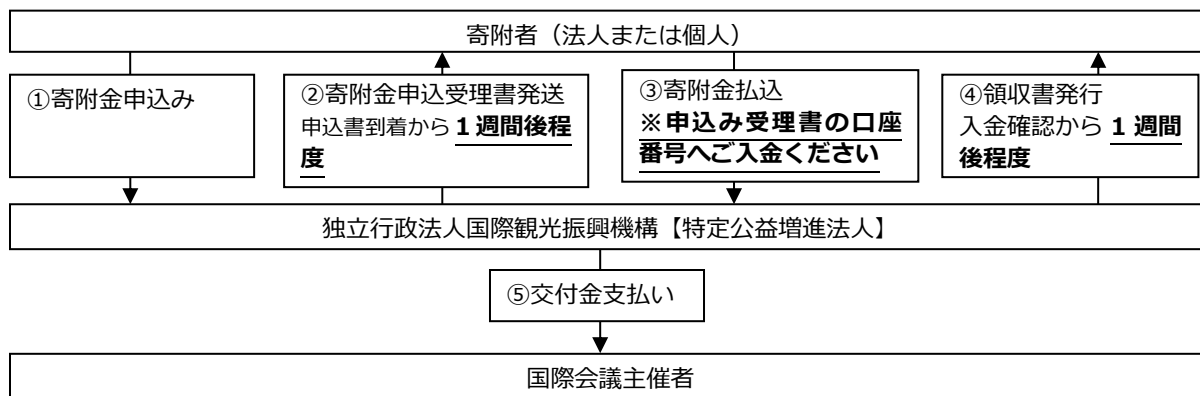 寄附者（法人または個人）
①寄附金申込み
②寄附金申込受理書発送
申込書到着から１週間後程
度
③寄附金払込
※申込み受理書の口座
番号へご入金ください
④領収書発行
入金確認から１週間
後程度
独立行政法人国際観光振興機構【特定公益増進法人】
⑤交付金支払い
国際会議主催者